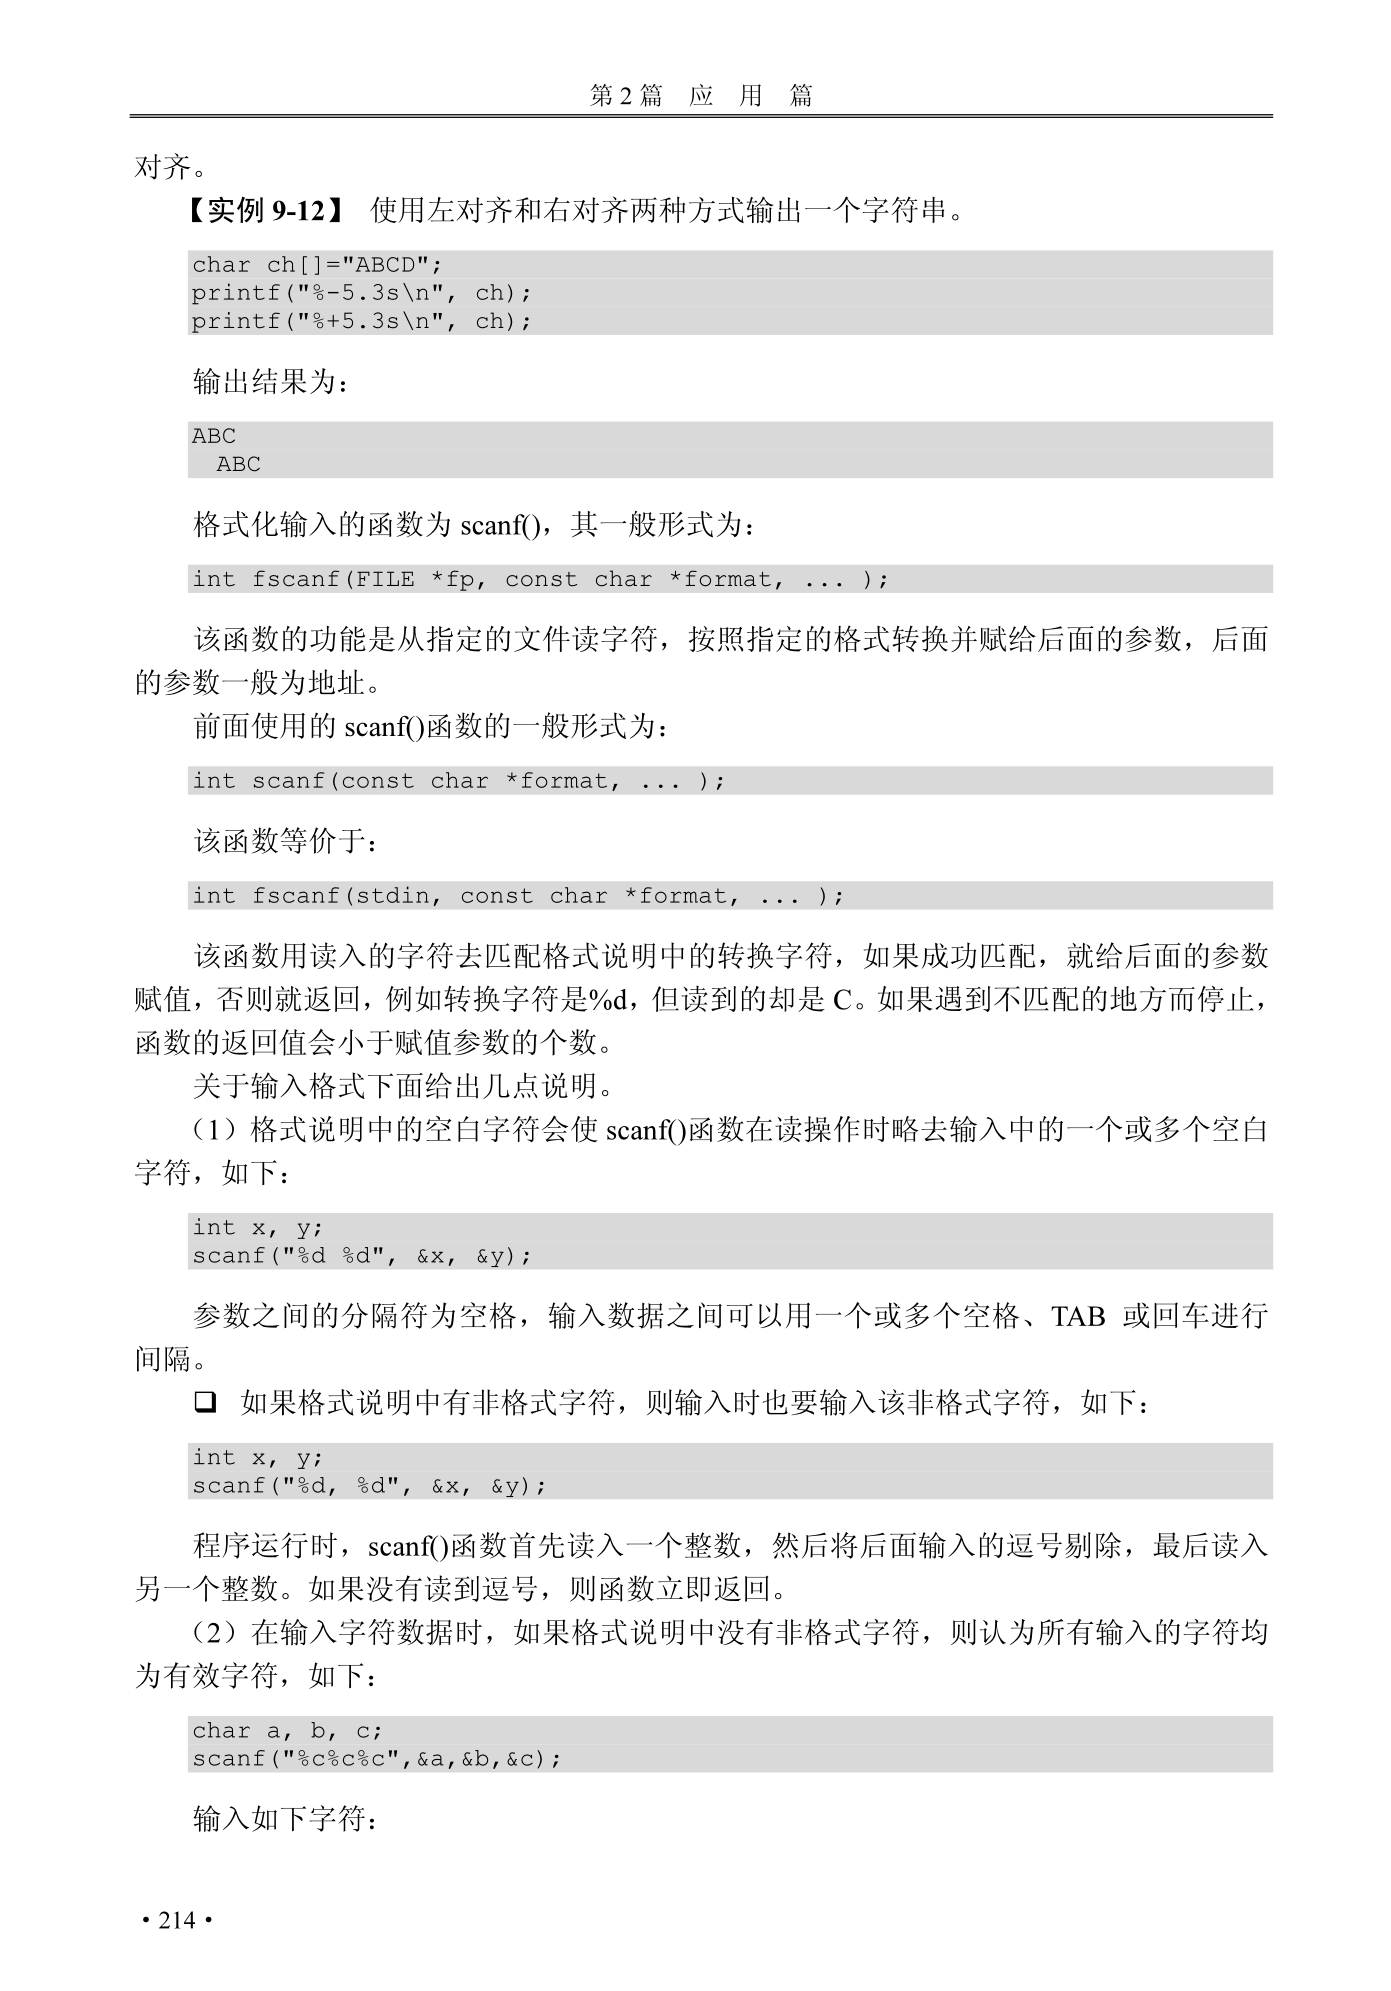 第 2 篇 应 用 篇
对齐。
【实例 9-12】 使用左对齐和右对齐两种方式输出一个字符串。
char ch[]="ABCD";
printf("%-5.3s\n", ch);
printf("%+5.3s\n", ch);
输出结果为：
ABC
  ABC
格式化输入的函数为 scanf()，其一般形式为：
int fscanf(FILE *fp, const char *format, ... );
该函数的功能是从指定的文件读字符，按照指定的格式转换并赋给后面的参数，后面
的参数一般为地址。
前面使用的 scanf()函数的一般形式为：
int scanf(const char *format, ... );
该函数等价于：
int fscanf(stdin, const char *format, ... );
该函数用读入的字符去匹配格式说明中的转换字符，如果成功匹配，就给后面的参数
赋值，否则就返回，例如转换字符是%d，但读到的却是 C。如果遇到不匹配的地方而停止，
函数的返回值会小于赋值参数的个数。
关于输入格式下面给出几点说明。
（1）格式说明中的空白字符会使 scanf()函数在读操作时略去输入中的一个或多个空白
字符，如下：
int x, y;
scanf("%d %d", &x, &y);
参数之间的分隔符为空格，输入数据之间可以用一个或多个空格、TAB 或回车进行
间隔。
❑ 如果格式说明中有非格式字符，则输入时也要输入该非格式字符，如下：
int x, y;
scanf("%d, %d", &x, &y);
程序运行时，scanf()函数首先读入一个整数，然后将后面输入的逗号剔除，最后读入
另一个整数。如果没有读到逗号，则函数立即返回。
（2）在输入字符数据时，如果格式说明中没有非格式字符，则认为所有输入的字符均
为有效字符，如下：
char a, b, c;
scanf("%c%c%c",&a,&b,&c);
输入如下字符：
• 214 •